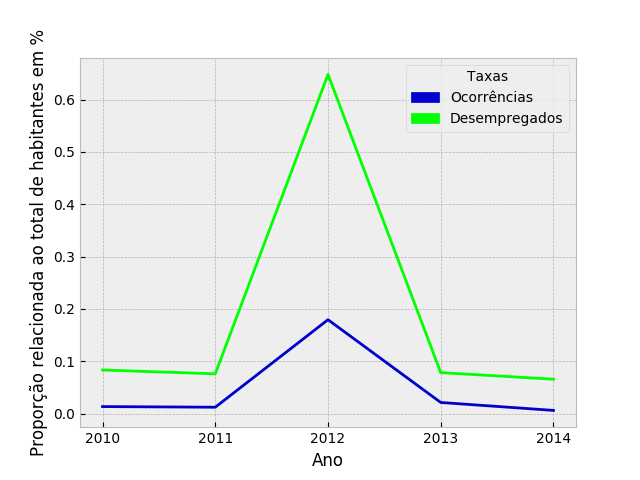 Proporção relacionada ao total de habitantes em %
0.6
0.5
0.4
0.3
0.2
0.1
0.0
Taxas
Ocorrências
Desempregados
2010 2011 2012 2013 2014
Ano